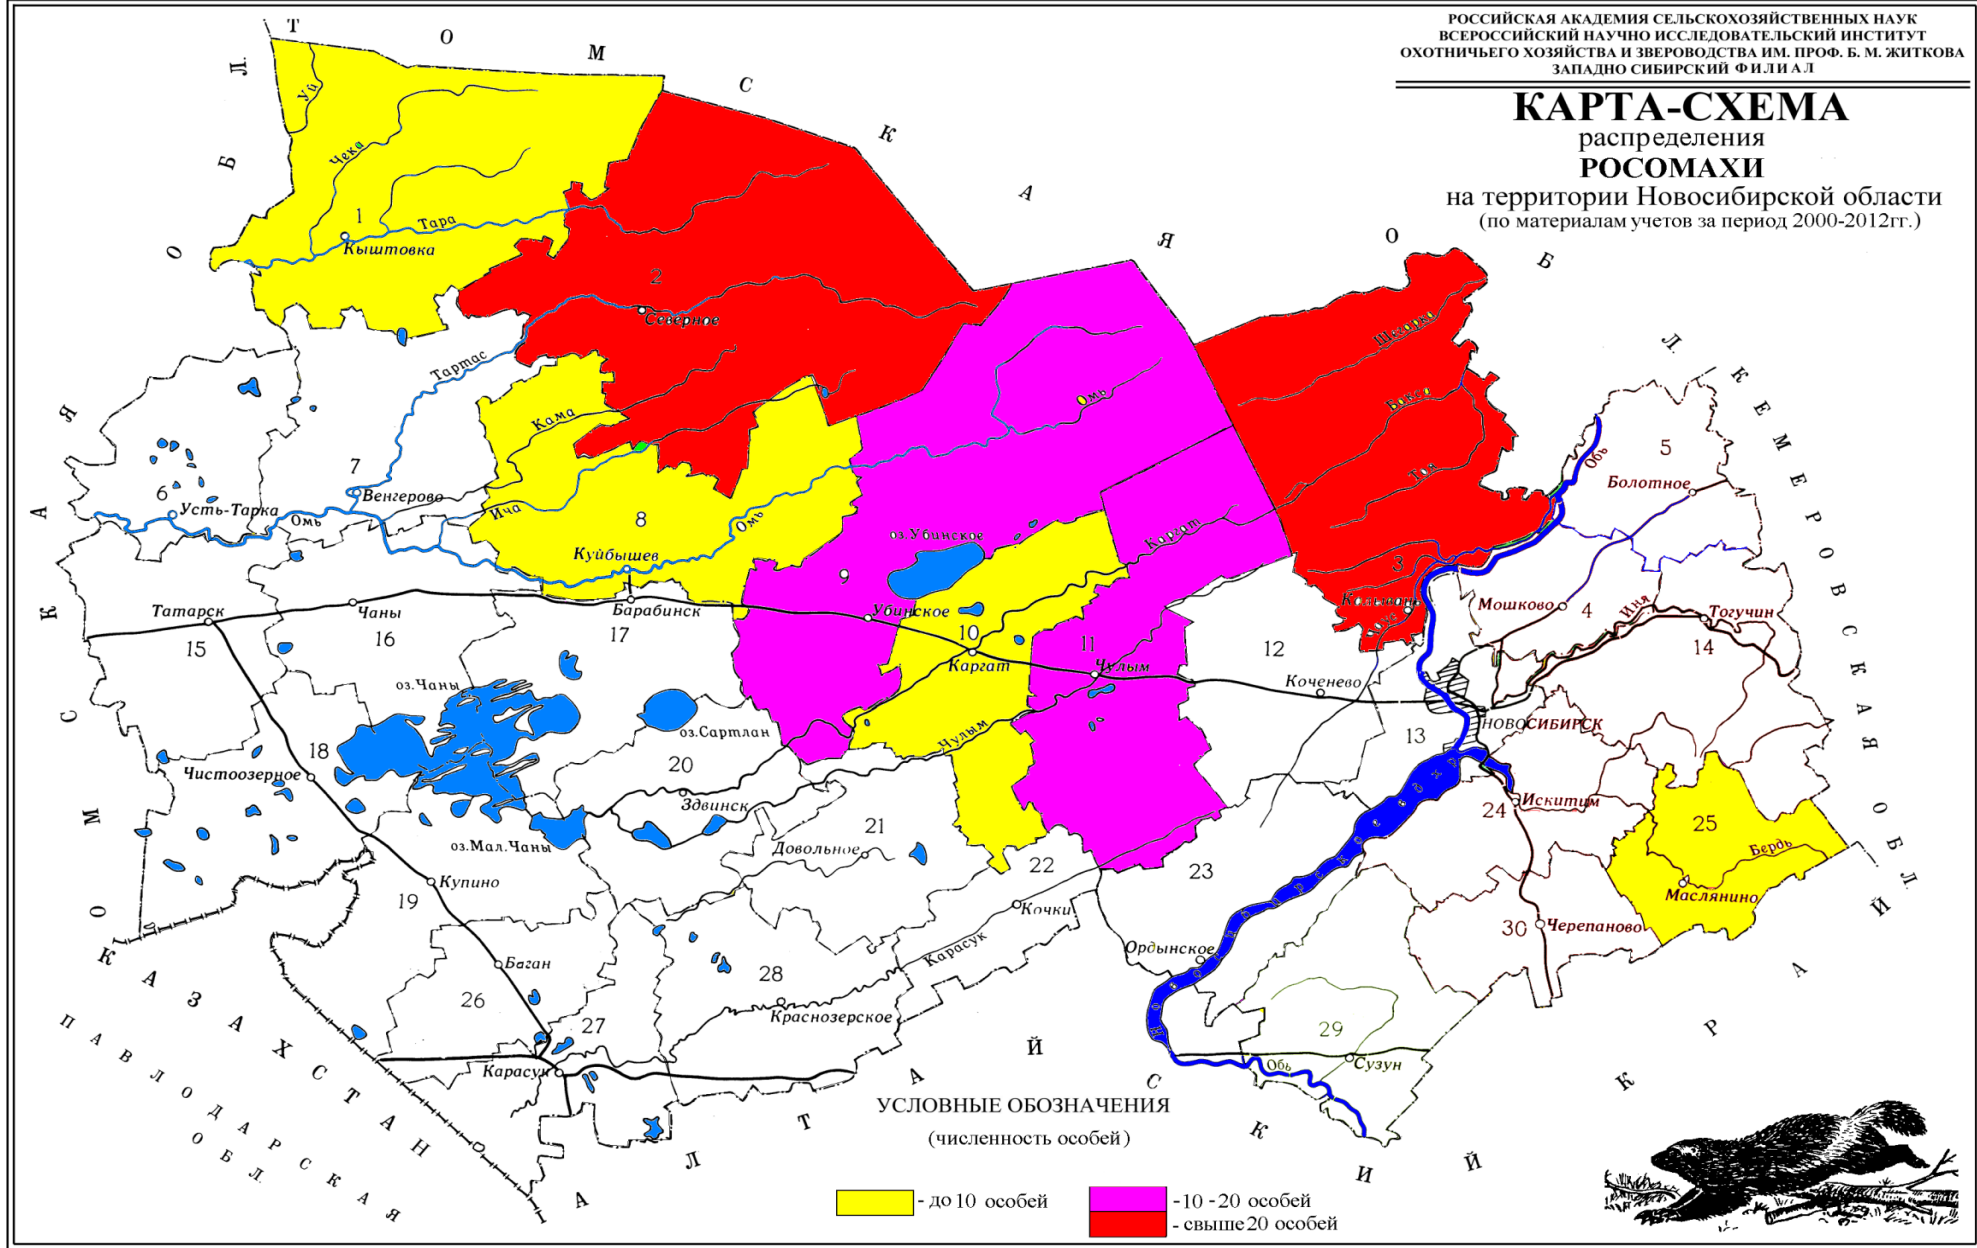 РОССИЙСКАЯ АКАДЕМИЯ СЕЛЬСКОХОЗЯЙСТВЕННЫХ НАУК
ВСЕРОССИЙСКИЙ НАУЧНО ИССЛЕДОВАТЕЛЬСКИЙ ИНСТИТУТ
ОХОТНИЧЬЕГО ХОЗЯЙСТВА И ЗВЕРОВОДСТВА ИМ. ПРОФ. Б. М. ЖИТКОВА
ЗАПАДНО СИБИРСКИЙ ФИЛИАЛ
КАРТА-СХЕМА
распределения
РОСОМАХИ
на территории Новосибирской области
(по материалам учетов за период 2000-2012гг.)
ТОМСКАЯ ОБЛ.
КЕМЕРОВСКАЯ ОБЛ.
ОМСКАЯ ОБЛ.
Уй
Чека
1
Тара
Кыштовка
2
Северное
Тартас
Кама
Шегарка
Бакса
Тоя
Омь
Обь
5
Болотное
7
Венгерово
6
Усть-Тарка
Омь
Ича
8
Омь
Куйбышев
оз.Убинское
Каргат
9
3
Колывань
Чаус
Мошково
4
Иня
Тогучин
14
Татарск
15
Чаны
16
Барабинск
17
Убинское
10
Каргат
11
Чулым
12
Коченево
оз.Чаны
оз.Сартлан
Чулым
НОВОСИБИРСК
13
18
Чистоозерное
20
Здвинск
24
Искитим
25
Бердь
Маслянино
оз.Мал.Чаны
21
Довольное
22
23
19
Купино
Кочки
Карасук
Ордынское
30
Черепаново
Баган
26
28
Краснозерское
27
Карасук
29
Сузун
Обь
КАЗАХСТАН
ПАВЛОДАРСКАЯ
ОБЛ.
АЛТАЙСКИЙ КРАЙ
УСЛОВНЫЕ ОБОЗНАЧЕНИЯ
(численность особей)
- до 10 особей
-10 -20 особей
- свыше 20 особей